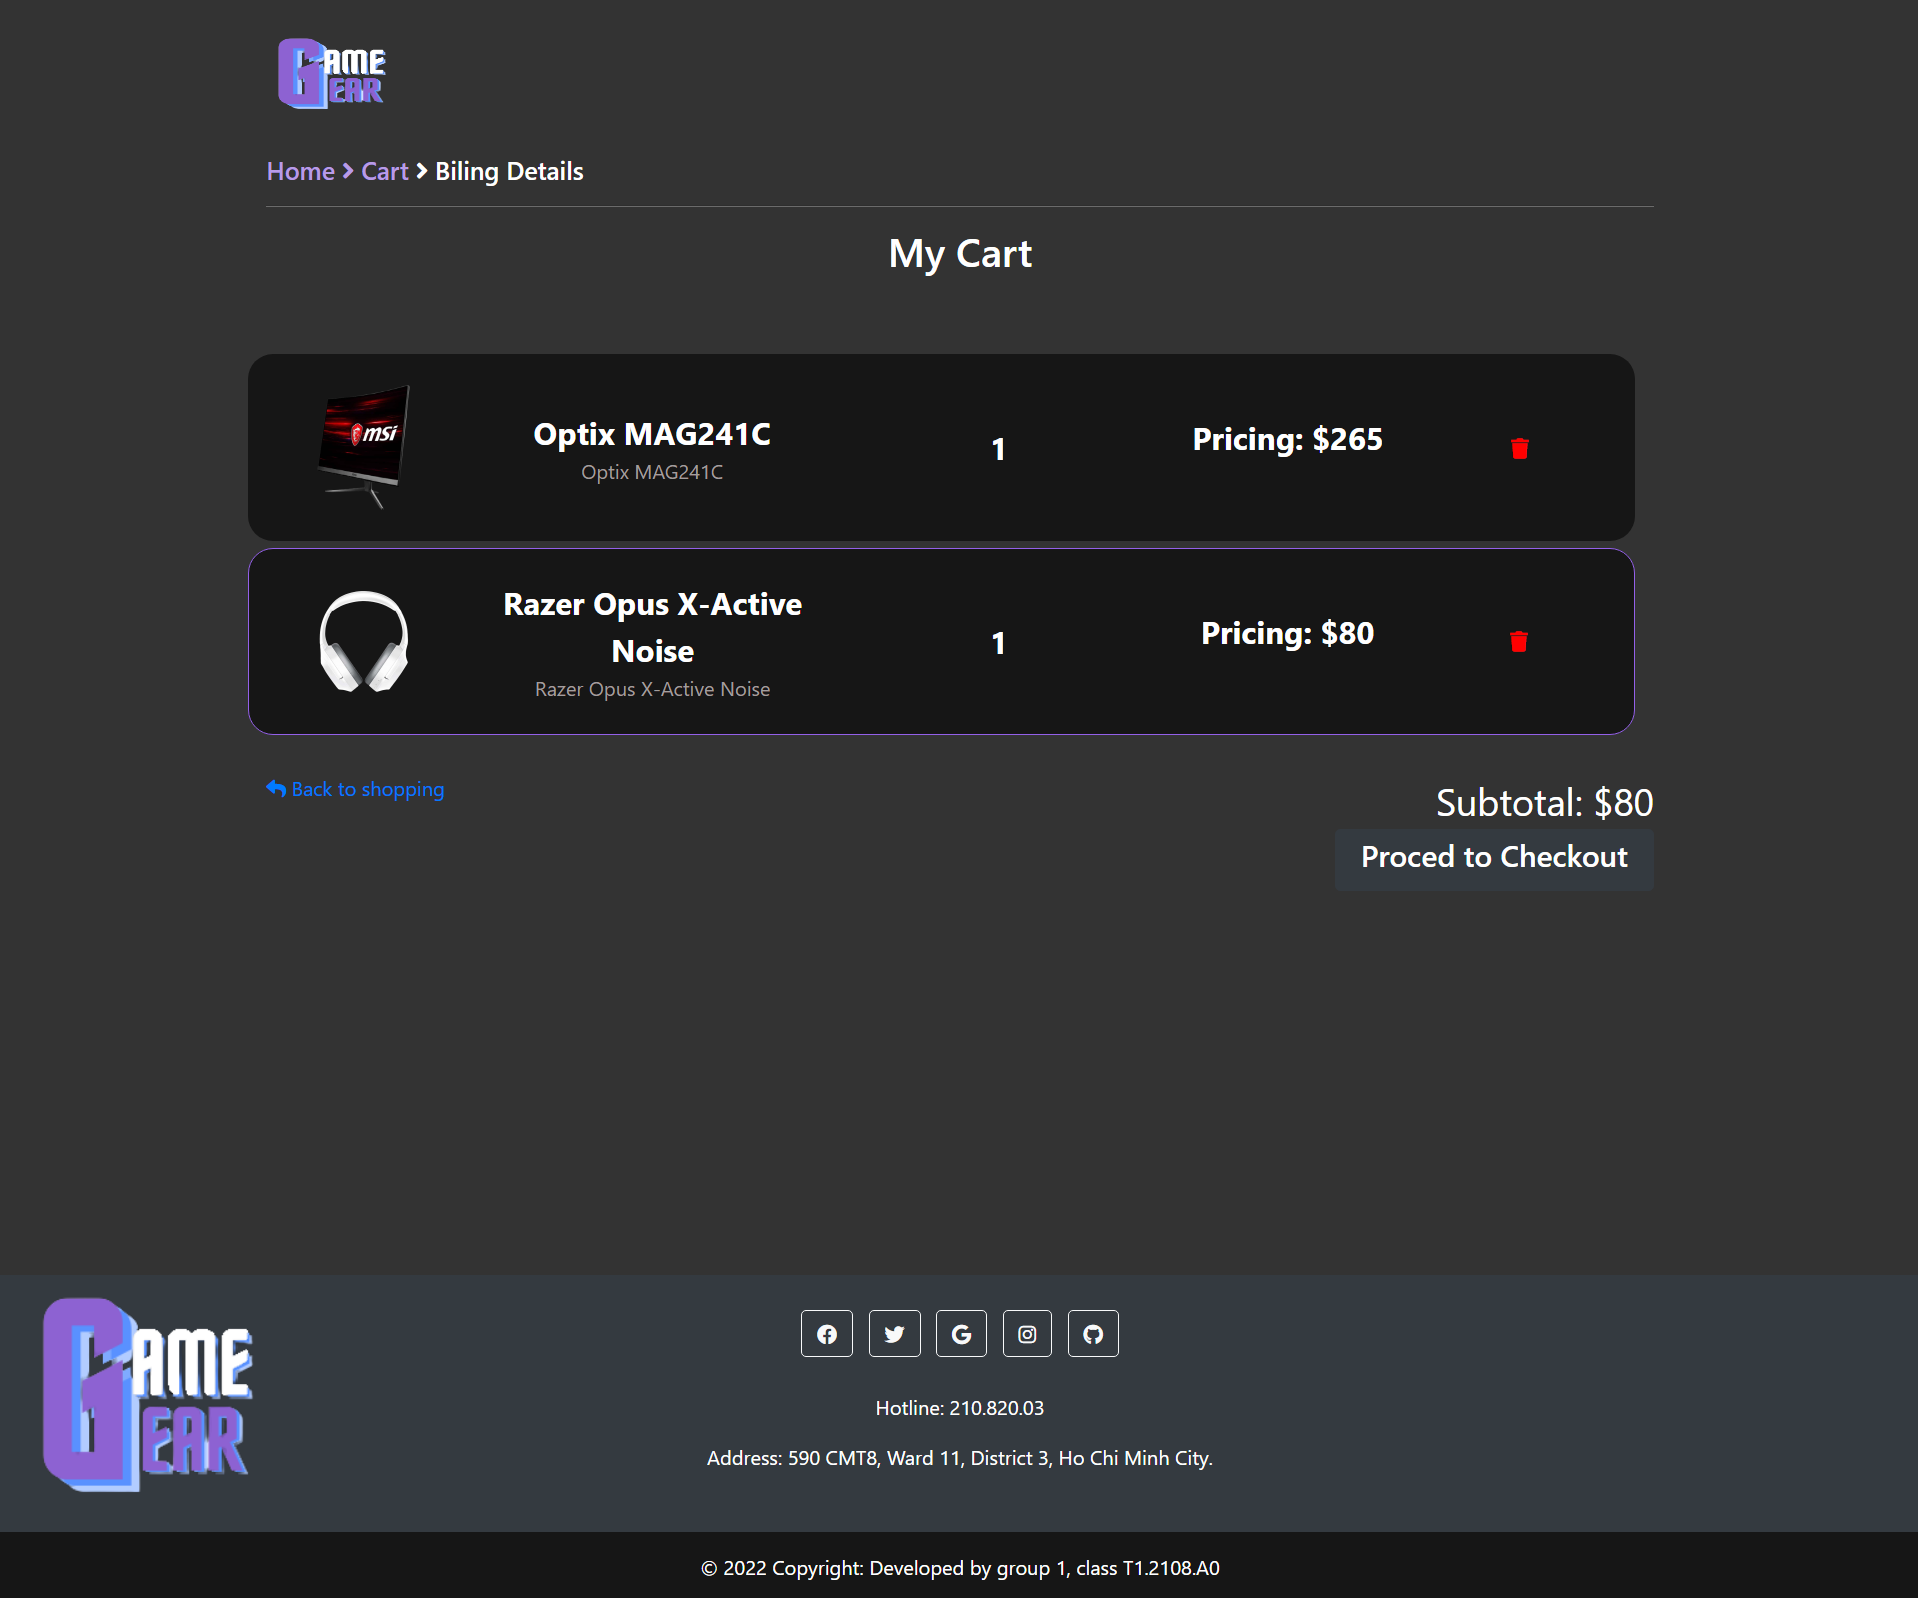 GAME
GEAR
Home > Cart > Biling Details
My Cart
msi
Optix MAG241C
Optix MAG241C
1
Pricing: $265
Razer Opus X-Active
Noise
Razer Opus X-Active Noise
1
Pricing: $80
Back to shopping
Subtotal: $80
Proced to Checkout
GAME
GEAR
Hotline: 210.820.03
Address: 590 CMT8, Ward 11, District 3, Ho Chi Minh City.
© 2022 Copyright: Developed by group 1, class T1.2108.A0